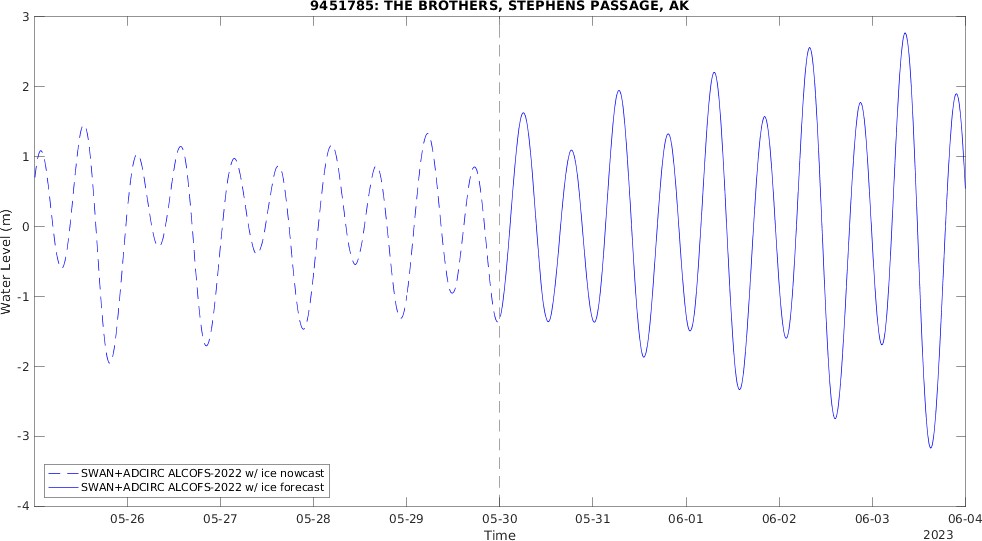 9451785: THE BROTHERS, STEPHENS PASSAGE, AK
3
2
1
0
-1
-2
-3
-4
Water Level (m)
SWAN+ADCIRC ALCOFS-2022 w/ ice nowcast
SWAN+ADCIRC ALCOFS-2022 w/ ice forecast
05-26 05-27 05-28 05-29 05-30 05-31 06-01 06-02 06-03 06-04
Time
2023